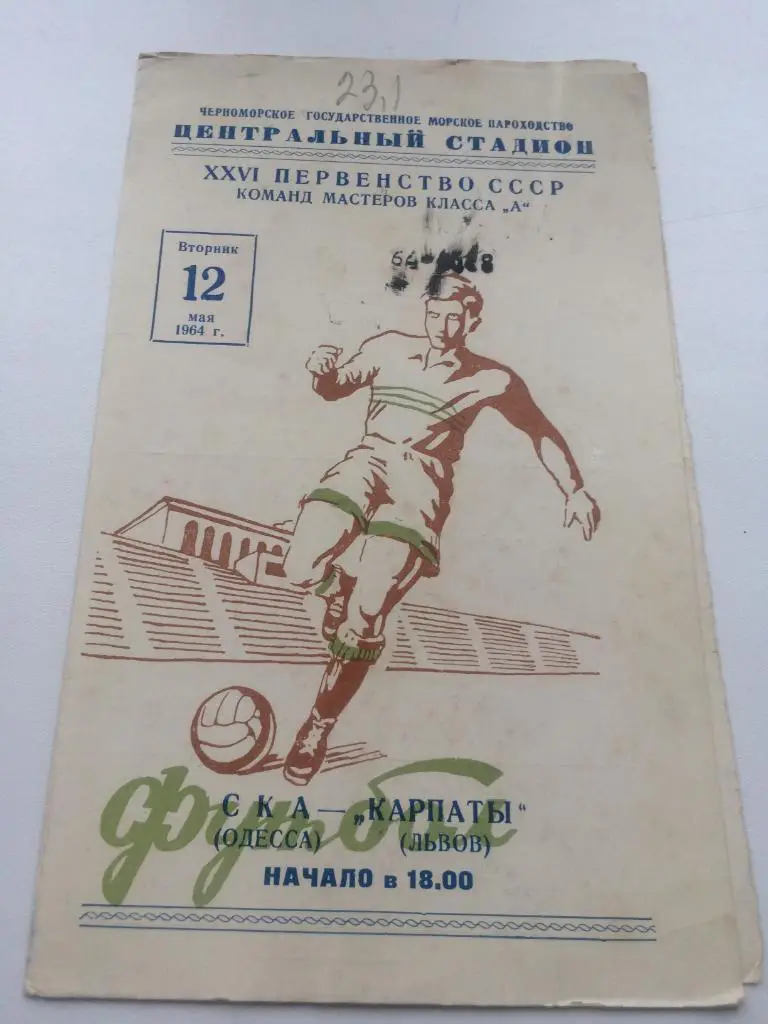 23,1
ЧЕРНОМОРСКОЕ ГОСУДАРСТВЕННОЕ МОРСКОЕ ПАРОХОДСТВО
ЦЕНТРАЛЬНЫЙ СТАДИОН
XXVI ПЕРВЕНСТВО СССР
КОМАНД МАСТЕРОВ КЛАССА „А“
Вторник
12
мая
1964 г.
футбол
СКА — „КАРПАТЫ“
(ОДЕССА) (ЛЬВОВ)
НАЧАЛО в 18.00